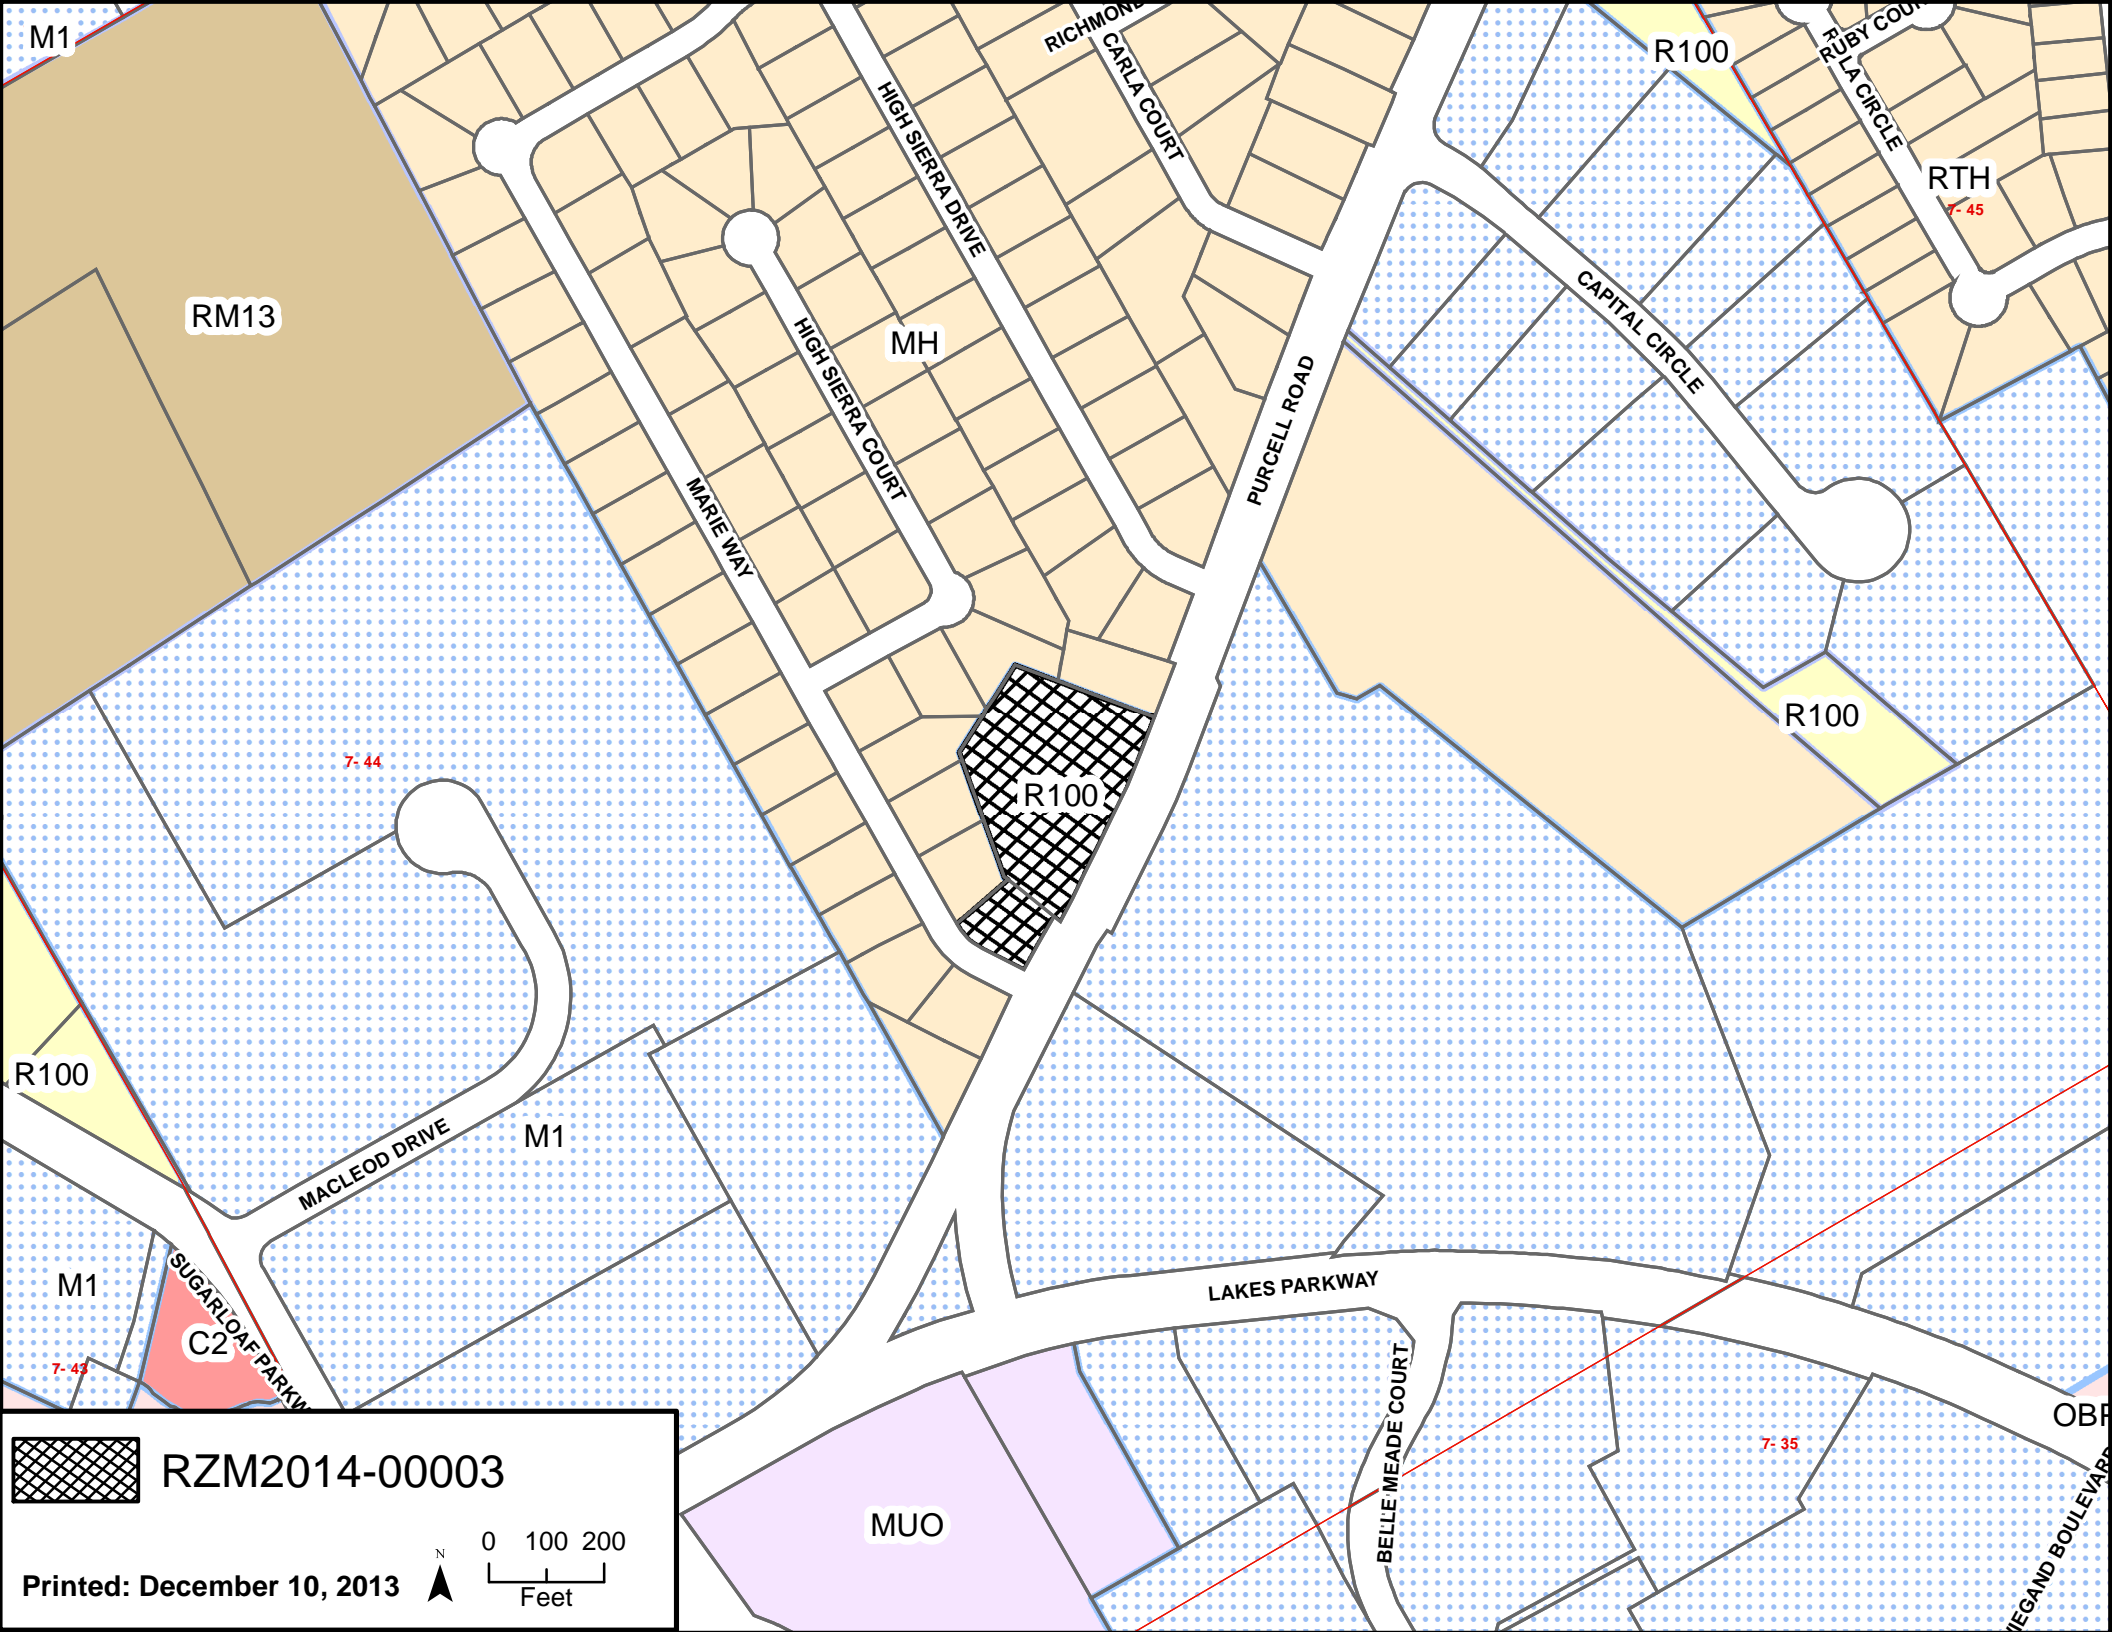 M1
RICHMOND
CARLA COURT
HIGH SIERRA DRIVE
R100
RUBY COUR
LA CIRCLE
RTH
7- 45
RM13
MH
HIGH SIERRA COURT
CAPITAL CIRCLE
PURCELL ROAD
MARIE WAY
R100
7- 44
R100
R100
M1
MACLEOD DRIVE
M1
SUGARLOAF PARKW
C2
7- 43
LAKES PARKWAY
BELLE MEADE COURT
7- 35
OBP
IEGAND BOULEVARD
MUO
RZM2014-00003
Printed: December 10, 2013
N
0 100 200
Feet